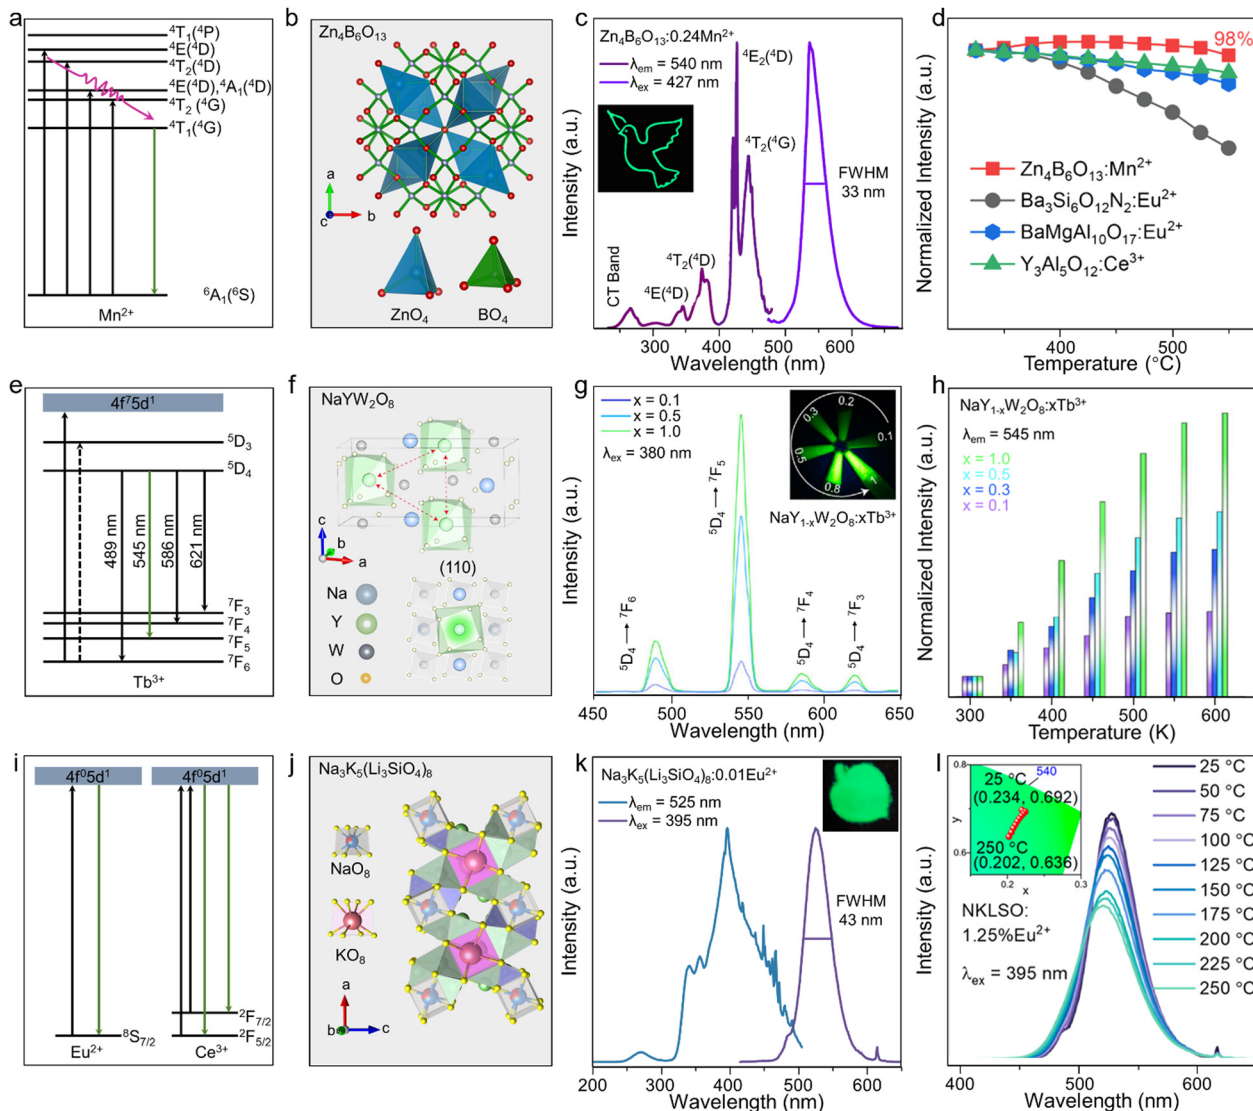 a
⁴T₁(⁴P)
⁴E(⁴D)
⁴T₂(⁴D)
⁴E(⁴D),⁴A₁(⁴D)
⁴T₂ (⁴G)
⁴T₁(⁴G)
⁶A₁(⁶S)
Mn²⁺
b
Zn₄B₆O₁₃
a
c
b
ZnO₄
BO₄
c
Zn₄B₆O₁₃:0.24Mn²⁺
λₑₘ = 540 nm
λₑₓ = 427 nm
⁴E₂(⁴D)
⁴T₂(⁴G)
FWHM
33 nm
⁴T₂(⁴D)
⁴E(⁴D)
CT Band
Intensity (a.u.)
300 400 500 600
Wavelength (nm)
d
98%
Zn₄B₆O₁₃:Mn²⁺
Ba₃Si₆O₁₂N₂:Eu²⁺
BaMgAl₁₀O₁₇:Eu²⁺
Y₃Al₅O₁₂:Ce³⁺
Normalized Intensity (a.u.)
400 500
Temperature (°C)
e
4f⁷5d¹
⁵D₃
⁵D₄
489 nm
545 nm
586 nm
621 nm
⁷F₃
⁷F₄
⁷F₅
⁷F₆
Tb³⁺
f
NaYW₂O₈
c
b
a
(110)
Na
Y
W
O
g
x = 0.1
x = 0.5
x = 1.0
λₑₓ = 380 nm
0.3
0.2
0.1
0.5
0.8
1
NaY₁₋ₓW₂O₈:xTb³⁺
⁵D₄ → ⁷F₆
⁵D₄ → ⁷F₅
⁵D₄ → ⁷F₄
⁵D₄ → ⁷F₃
Intensity (a.u.)
450 500 550 600 650
Wavelength (nm)
h
NaY₁₋ₓW₂O₈:xTb³⁺
λₑₘ = 545 nm
x = 1.0
x = 0.5
x = 0.3
x = 0.1
Normalized Intensity (a.u.)
300 400 500 600
Temperature (K)
i
4f⁰5d¹ 4f⁰5d¹
²F₇/₂
⁸S₇/₂
²F₅/₂
Eu²⁺ Ce³⁺
j
Na₃K₅(Li₃SiO₄)₈
NaO₈
KO₈
a
b
c
k
Na₃K₅(Li₃SiO₄)₈:0.01Eu²⁺
λₑₘ = 525 nm
λₑₓ = 395 nm
FWHM
43 nm
Intensity (a.u.)
200 300 400 500 600
Wavelength (nm)
l
0.8
0.6
y
25 °C
540
(0.234, 0.692)
250 °C
(0.202, 0.636)
0.2 0.3
x
NKLSO:
1.25%Eu²⁺
λₑₓ = 395 nm
25 °C
50 °C
75 °C
100 °C
125 °C
150 °C
175 °C
200 °C
225 °C
250 °C
Intensity (a.u.)
400 500 600
Wavelength (nm)